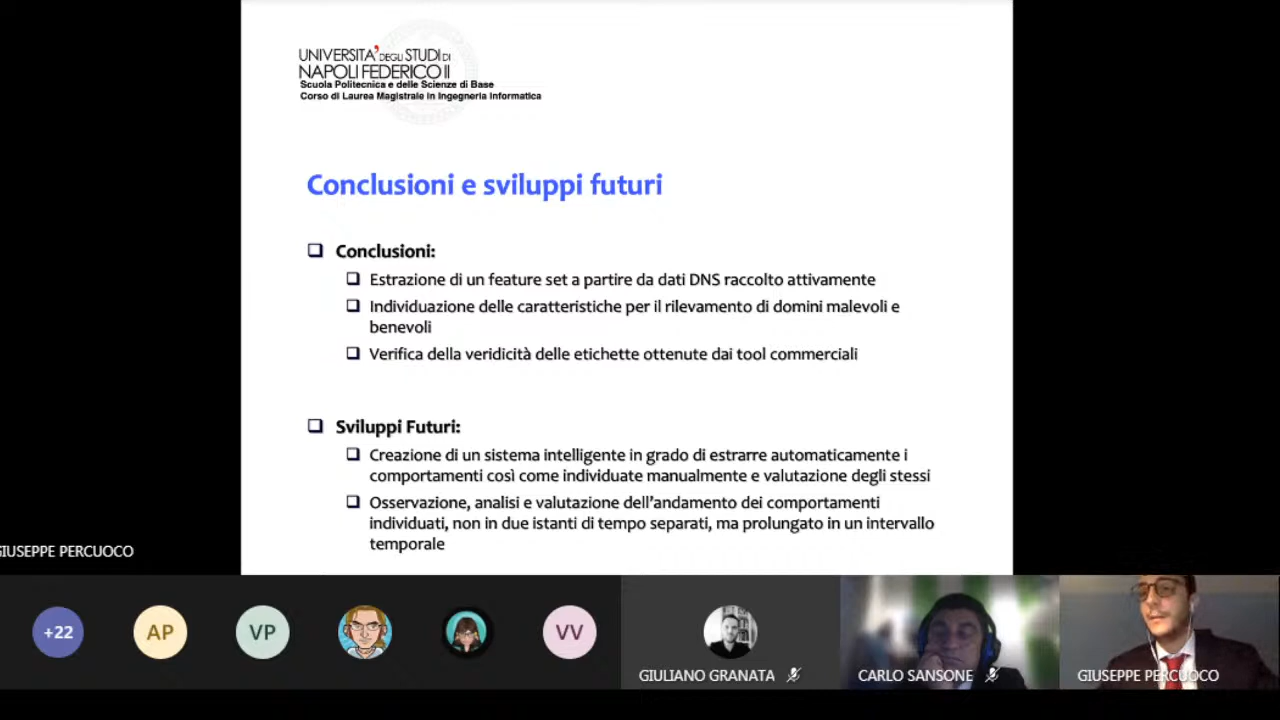 UNIVERSITA' DEGLI STUDI DI
NAPOLI FEDERICO II
Scuola Politecnica e delle Scienze di Base
Corso di Laurea Magistrale in Ingegneria Informatica
Conclusioni e sviluppi futuri
Conclusioni:
Estrazione di un feature set a partire da dati DNS raccolto attivamente
Individuazione delle caratteristiche per il rilevamento di domini malevoli e
benevoli
Verifica della veridicità delle etichette ottenute dai tool commerciali
Sviluppi Futuri:
Creazione di un sistema intelligente in grado di estrarre automaticamente i
comportamenti così come individuate manualmente e valutazione degli stessi
Osservazione, analisi e valutazione dell'andamento dei comportamenti
individuati, non in due istanti di tempo separati, ma prolungato in un intervallo
temporale
GIUSEPPE PERCUOCO
+22
AP
VP
VV
GIULIANO GRANATA
CARLO SANSONE
GIUSEPPE PERCUOCO